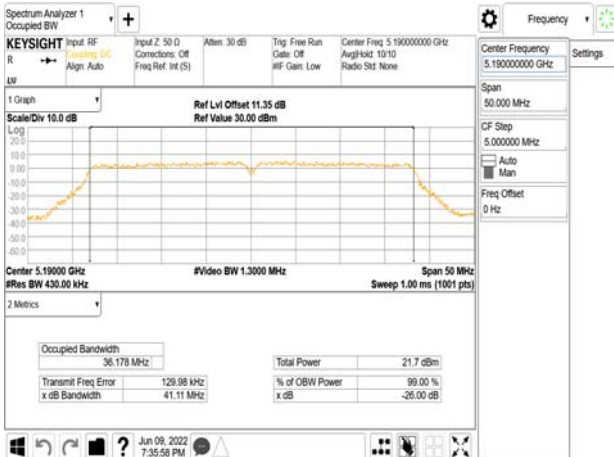 Spectrum Analyzer 1
Occupied BW
+
Frequency
KEYSIGHT
R
LXI
Input: RF
Coupling: DC
Align: Auto
Input Z: 50 Ω
Corrections: Off
Freq Ref: Int (S)
Atten: 30 dB
Trig: Free Run
Gate: Off
#IF Gain: Low
Center Freq: 5.190000000 GHz
Avg|Hold: 10/10
Radio Std: None
Center Frequency
5.190000000 GHz
Settings
Span
50.000 MHz
CF Step
5.000000 MHz
Auto
Man
Freq Offset
0 Hz
1 Graph
Scale/Div 10.0 dB
Ref Lvl Offset 11.35 dB
Ref Value 30.00 dBm
Log
20.0
10.0
0.00
-10.0
-20.0
-30.0
-40.0
-50.0
-60.0
Center 5.19000 GHz
#Video BW 1.3000 MHz
Span 50 MHz
#Res BW 430.00 kHz
Sweep 1.00 ms (1001 pts)
2 Metrics
Occupied Bandwidth
36.178 MHz
Total Power 21.7 dBm
Transmit Freq Error 129.98 kHz
% of OBW Power 99.00 %
x dB Bandwidth 41.11 MHz
x dB -26.00 dB
?
Jun 09, 2022
7:35:58 PM